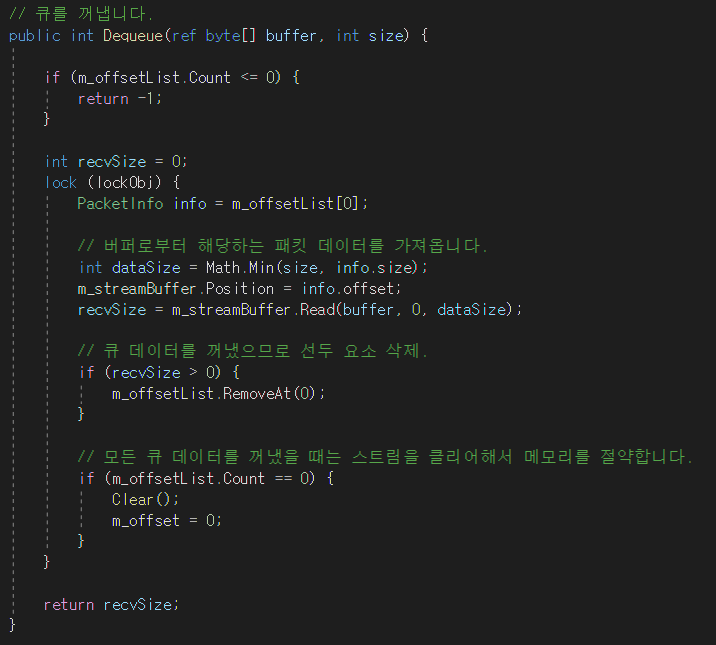 // 큐를 꺼냅니다.
public int Dequeue(ref byte[] buffer, int size) {
if (m_offsetList.Count <= 0) {
return -1;
}
int recvSize = 0;
lock (lockObj) {
PacketInfo info = m_offsetList[0];
// 버퍼로부터 해당하는 패킷 데이터를 가져옵니다.
int dataSize = Math.Min(size, info.size);
m_streamBuffer.Position = info.offset;
recvSize = m_streamBuffer.Read(buffer, 0, dataSize);
// 큐 데이터를 꺼냈으므로 선두 요소 삭제.
if (recvSize > 0) {
m_offsetList.RemoveAt(0);
}
// 모든 큐 데이터를 꺼냈을 때는 스트림을 클리어해서 메모리를 절약합니다.
if (m_offsetList.Count == 0) {
Clear();
m_offset = 0;
}
}
return recvSize;
}